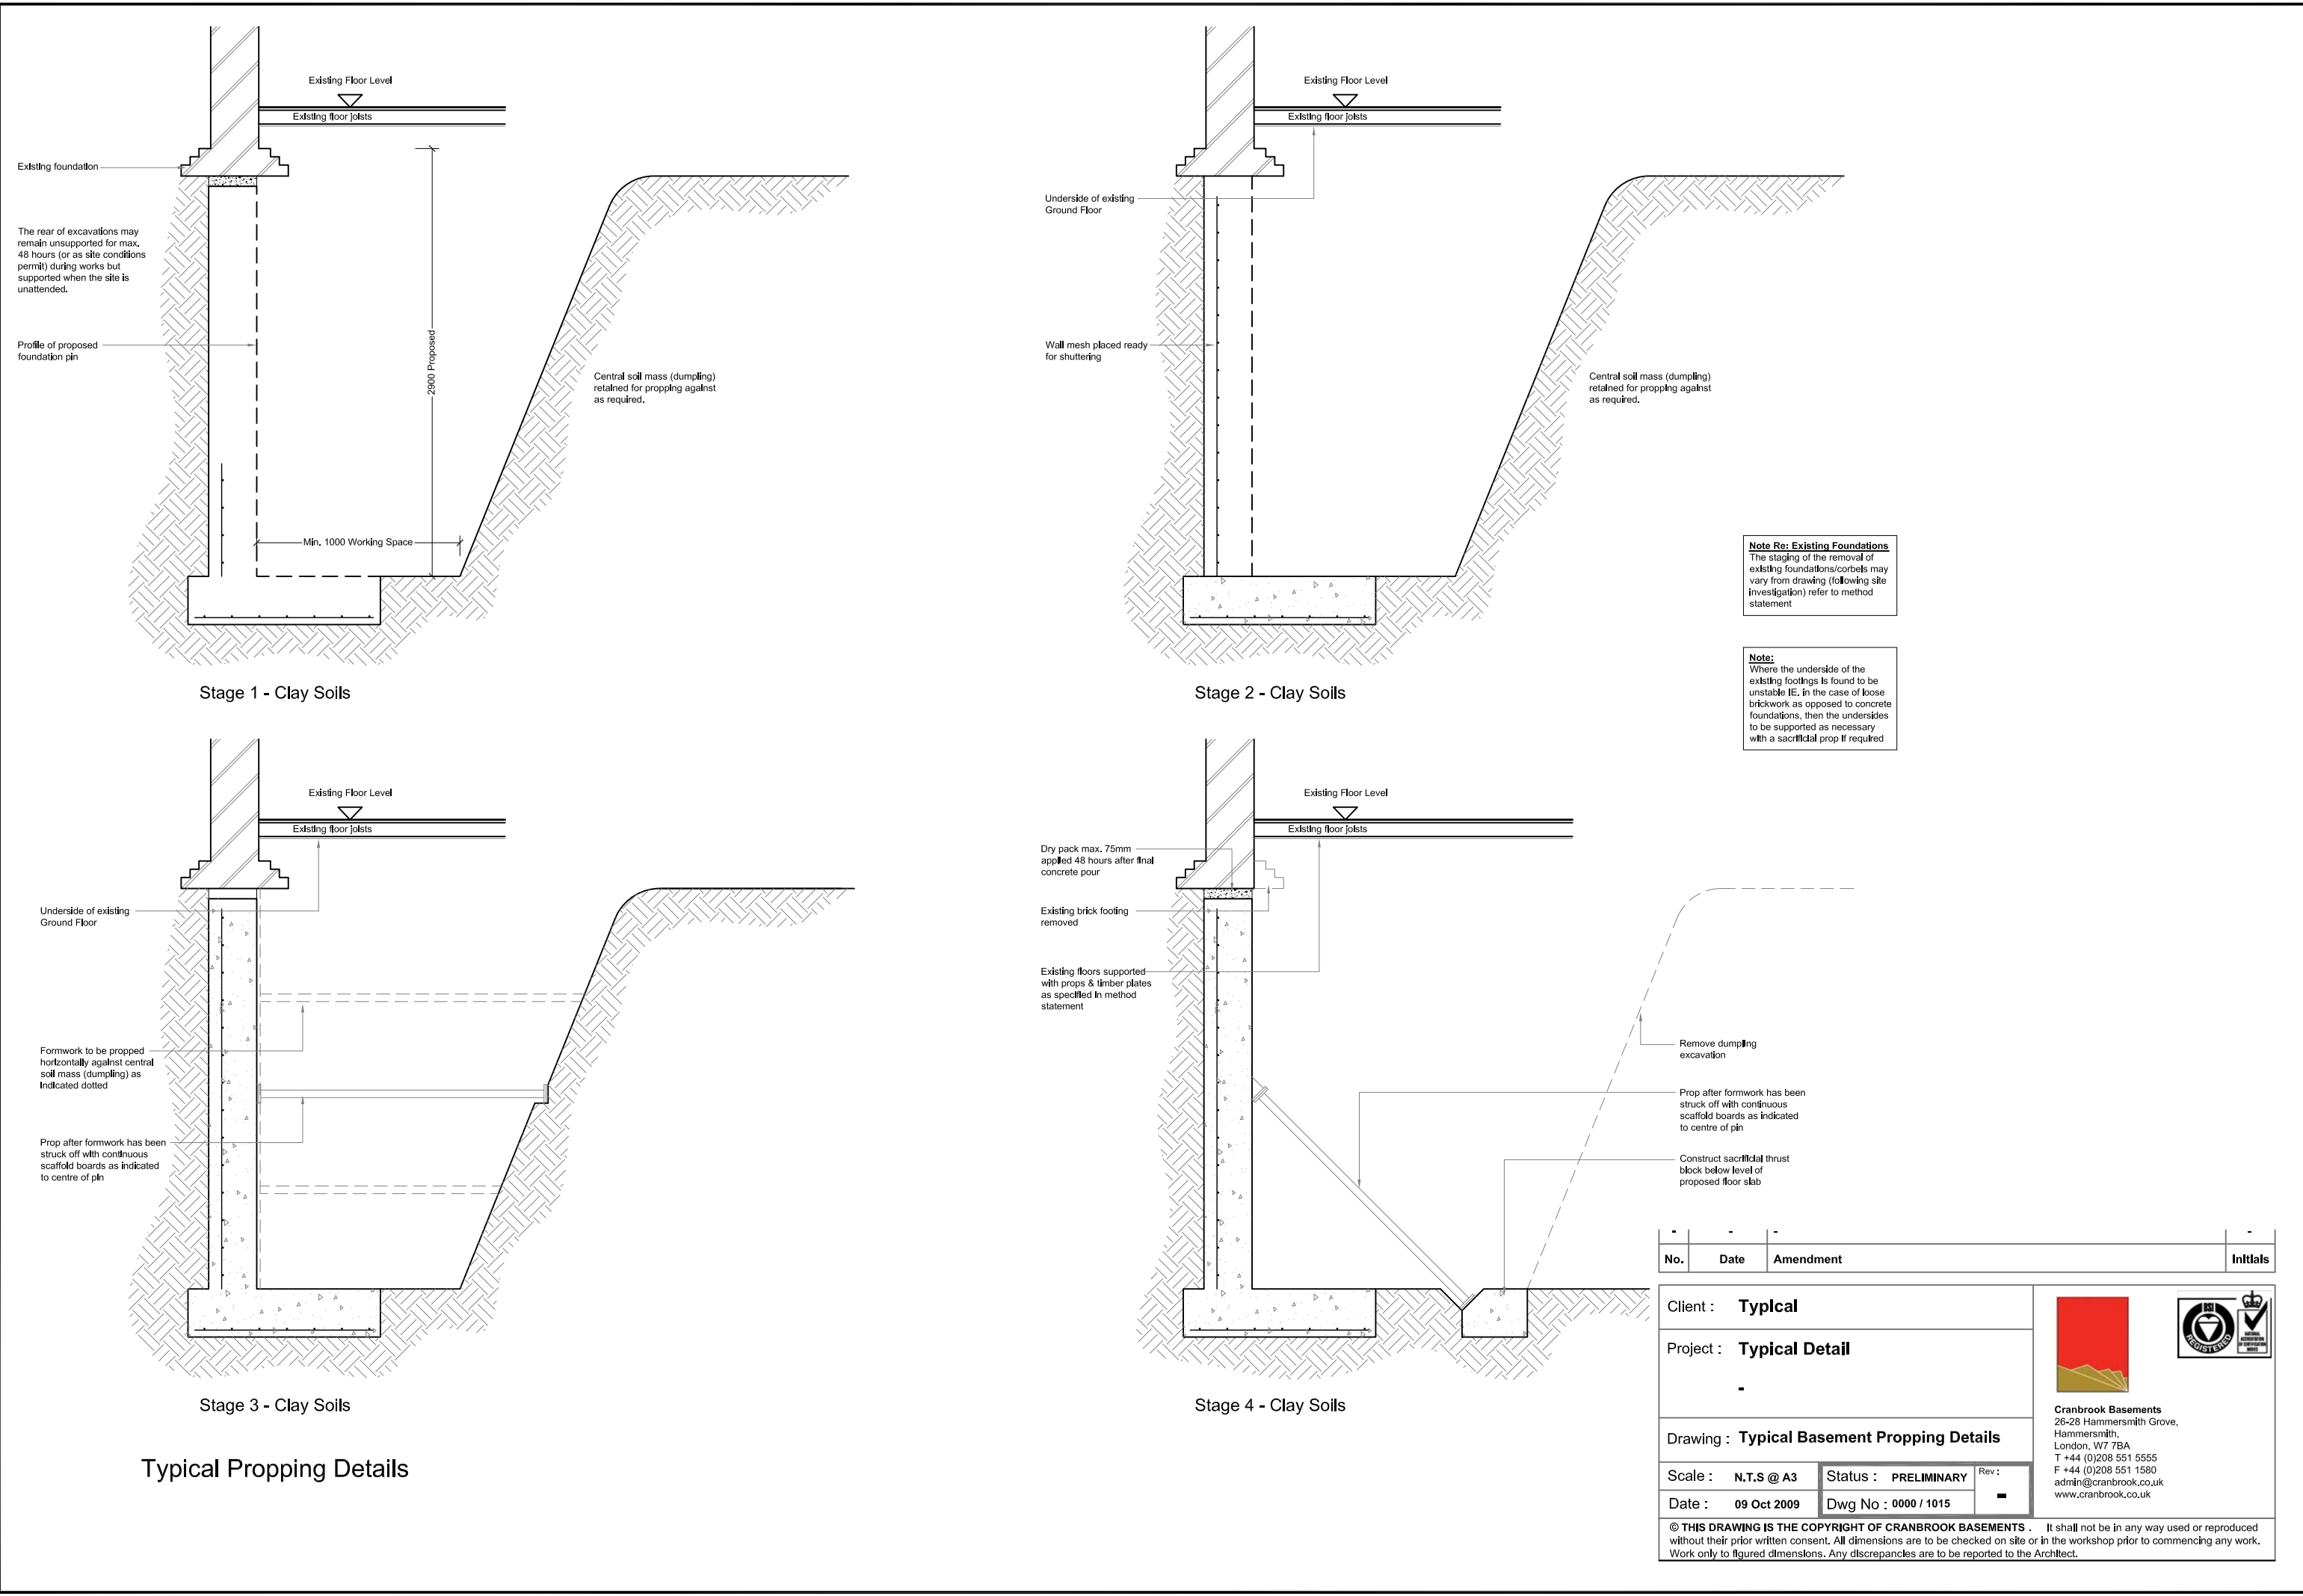 Existing Floor Level
Existing floor joists
Existing foundation
The rear of excavations may
remain unsupported for max.
48 hours (or as site conditions
permit) during works but
supported when the site is
unattended.
Profile of proposed
foundation pin
2900 Proposed
Min. 1000 Working Space
Central soil mass (dumpling)
retained for propping against
as required.
Stage 1 - Clay Soils
Existing Floor Level
Existing floor joists
Underside of existing
Ground Floor
Wall mesh placed ready
for shuttering
Central soil mass (dumpling)
retained for propping against
as required.
Stage 2 - Clay Soils
Note Re: Existing Foundations
The staging of the removal of
existing foundations/corbels may
vary from drawing (following site
investigation) refer to method
statement
Note:
Where the underside of the
existing footings is found to be
unstable IE. in the case of loose
brickwork as opposed to concrete
foundations, then the undersides
to be supported as necessary
with a sacrificial prop if required
Existing Floor Level
Existing floor joists
Underside of existing
Ground Floor
Formwork to be propped
horizontally against central
soil mass (dumpling) as
indicated dotted
Prop after formwork has been
struck off with continuous
scaffold boards as indicated
to centre of pin
Stage 3 - Clay Soils
Existing Floor Level
Existing floor joists
Dry pack max. 75mm
applied 48 hours after final
concrete pour
Existing brick footing
removed
Existing floors supported
with props & timber plates
as specified in method
statement
Remove dumpling
excavation
Prop after formwork has been
struck off with continuous
scaffold boards as indicated
to centre of pin
Construct sacrificial thrust
block below level of
proposed floor slab
Stage 4 - Clay Soils
Typical Propping Details
- - - -
No. Date Amendment Initials
Client : Typical
Project : Typical Detail
-
Drawing : Typical Basement Propping Details
Scale : N.T.S @ A3 Status : PRELIMINARY Rev :
-
Date : 09 Oct 2009 Dwg No : 0000 / 1015
BSI
REGISTERED
Cranbrook Basements
26-28 Hammersmith Grove,
Hammersmith,
London, W7 7BA
T +44 (0)208 551 5555
F +44 (0)208 551 1580
admin@cranbrook.co.uk
www.cranbrook.co.uk
© THIS DRAWING IS THE COPYRIGHT OF CRANBROOK BASEMENTS . It shall not be in any way used or reproduced
without their prior written consent. All dimensions are to be checked on site or in the workshop prior to commencing any work.
Work only to figured dimensions. Any discrepancies are to be reported to the Architect.